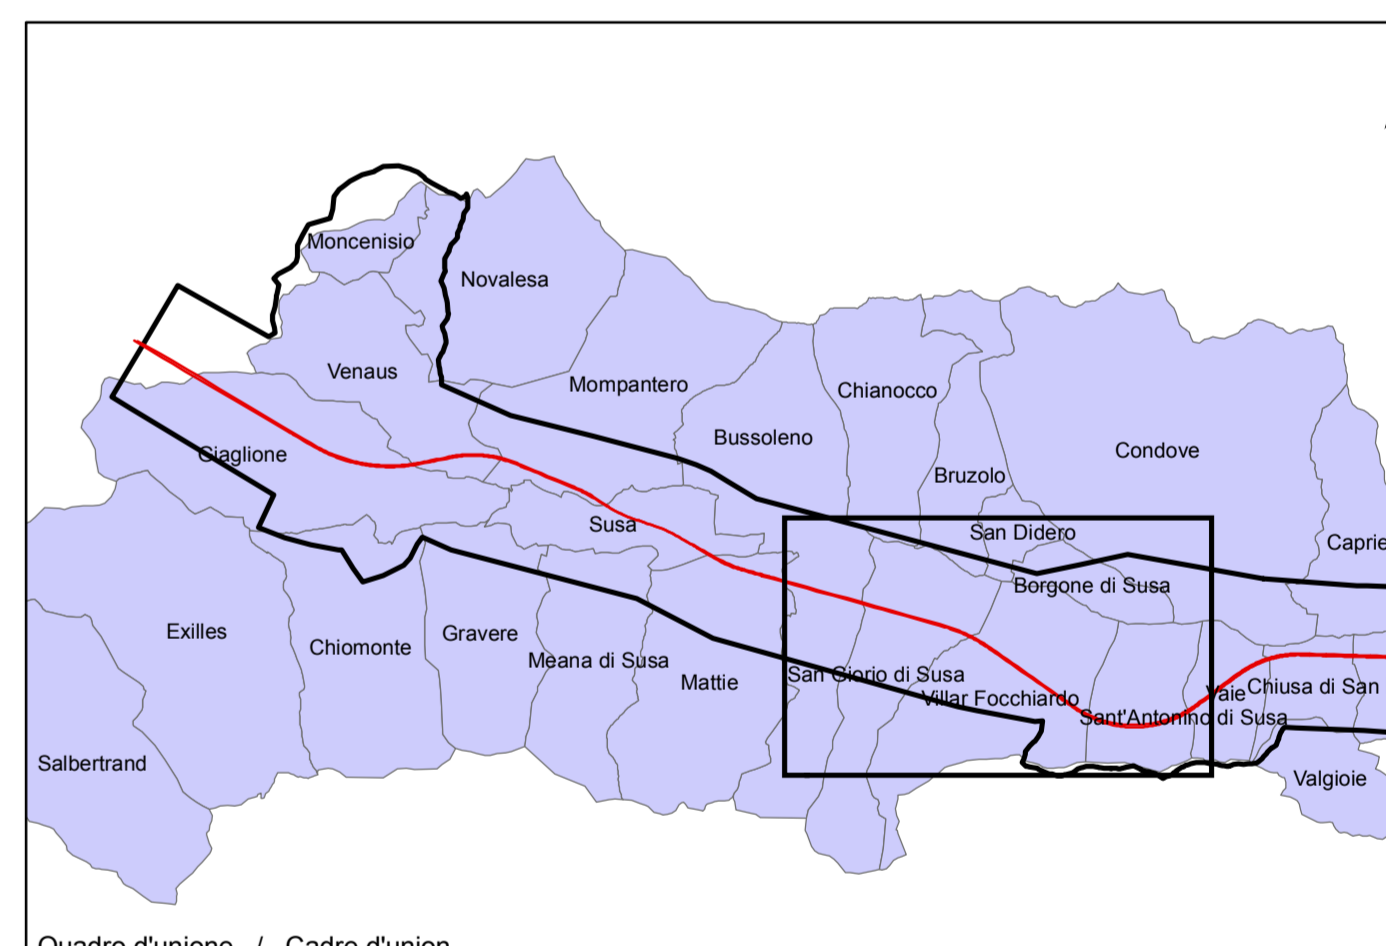 Moncenisio
Novalesa
Venaus
Mompantero
Chianocco
Bussoleno
Condove
Giaglione
Bruzolo
Susa
San Didero
Caprie
Borgone di Susa
Exilles
Gravere
Chiomonte
Meana di Susa
San Giorio di Susa
Mattie
Chiusa di San
Vaie
Villar Focchiardo
Sant'Antonino di Susa
Salbertrand
Valgioie
Quadro d'unione / Cadre d'union